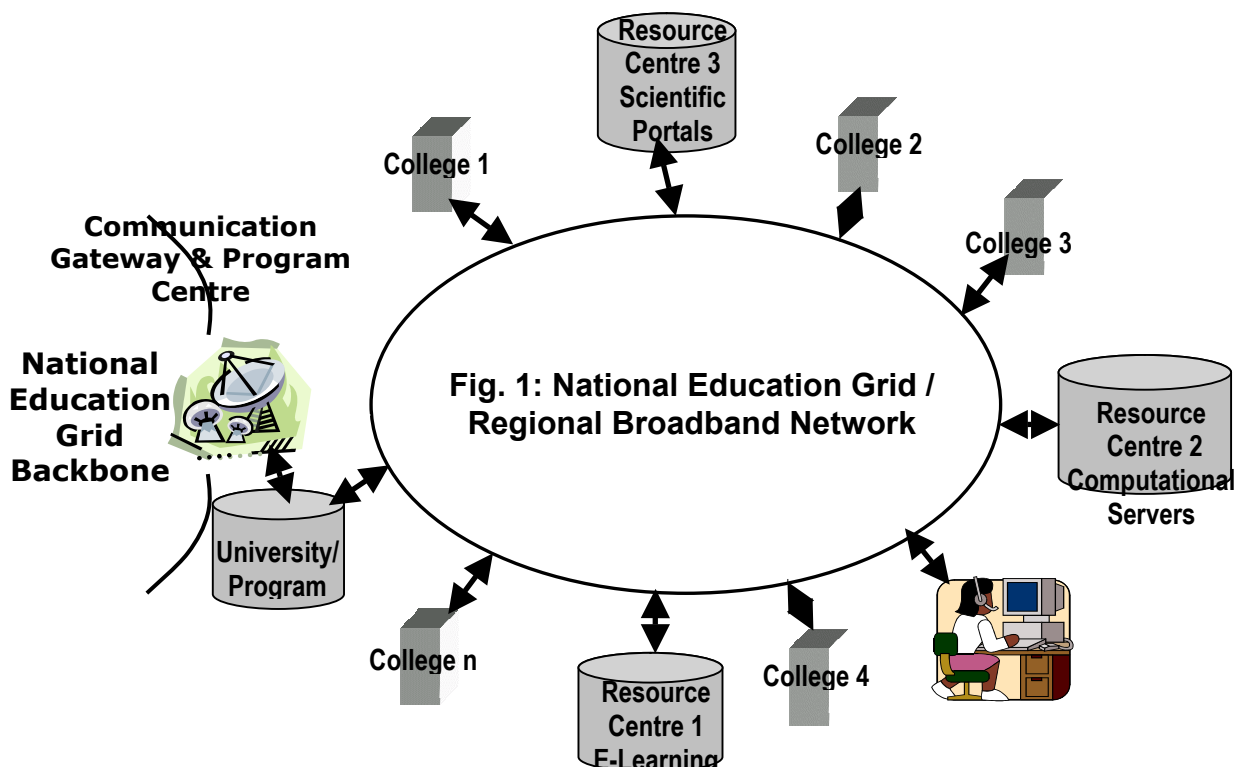 Resource
Centre 3
Scientific
Portals
College 1
College 2
College 3
Communication
Gateway & Program
Centre
National
Education
Grid
Backbone
Fig. 1: National Education Grid /
Regional Broadband Network
Resource
Centre 2
Computational
Servers
University/
Program
College n
Resource
Centre 1
E-Learning
College 4